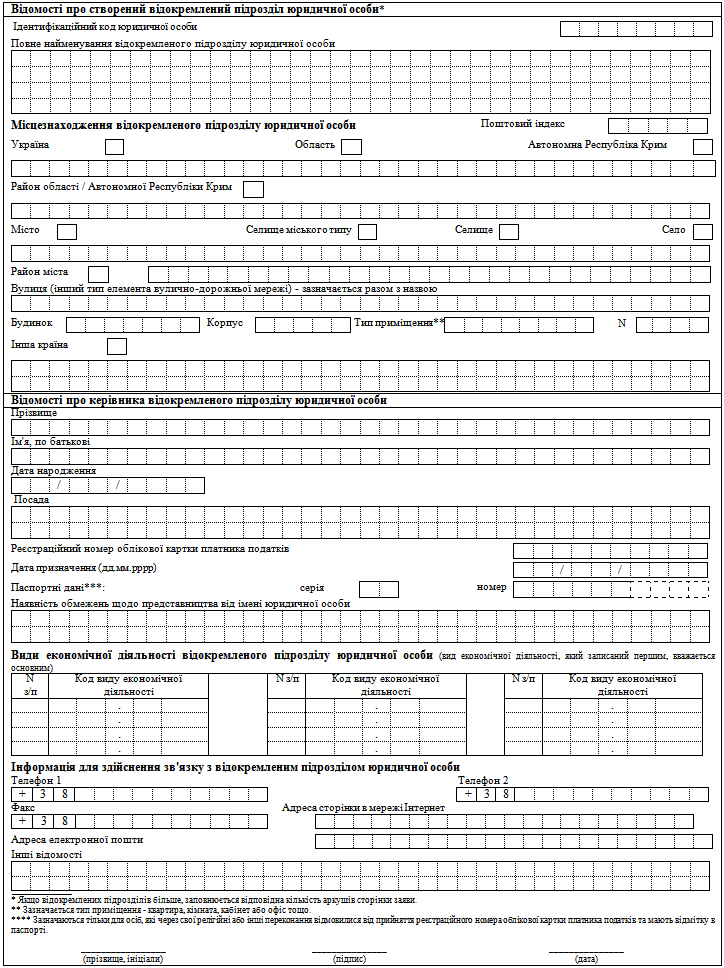 Відомості про створений відокремлений підрозділ юридичної особи*
Ідентифікаційний код юридичної особи
Повне найменування відокремленого підрозділу юридичної особи
Місцезнаходження відокремленого підрозділу юридичної особи Поштовий індекс
Україна Область Автономна Республіка Крим
Район області / Автономної Республіки Крим
Місто Селище міського типу Селище Село
Район міста
Вулиця (інший тип елемента вулично-дорожньої мережі) - зазначається разом з назвою
Будинок Корпус Тип приміщення** N
Інша країна
Відомості про керівника відокремленого підрозділу юридичної особи
Прізвище
Ім'я, по батькові
Дата народження
/ /
Посада
Реєстраційний номер облікової картки платника податків
Дата призначення (дд.мм.рррр) / /
Паспортні дані***: серія номер
Наявність обмежень щодо представництва від імені юридичної особи
Види економічної діяльності відокремленого підрозділу юридичної особи (вид економічної діяльності, який записаний першим, вважається
основним)
N Код виду економічної N з/п Код виду економічної N з/п Код виду економічної
з/п діяльності діяльності діяльності
. . .
. . .
. . .
. . .
Інформація для здійснення зв'язку з відокремленим підрозділом юридичної особи
Телефон 1 Телефон 2
+ 3 8 + 3 8
Факс Адреса сторінки в мережі Інтернет
+ 3 8
Адреса електронної пошти
Інші відомості
* Якщо відокремлених підрозділів більше, заповнюється відповідна кількість аркушів сторінки заяви.
** Зазначається тип приміщення - квартира, кімната, кабінет або офіс тощо.
**** Зазначаються тільки для осіб, які через свої релігійні або інші переконання відмовилися від прийняття реєстраційного номера облікової картки платника податків та мають відмітку в
паспорті.
(прізвище, ініціали) (підпис) (дата)